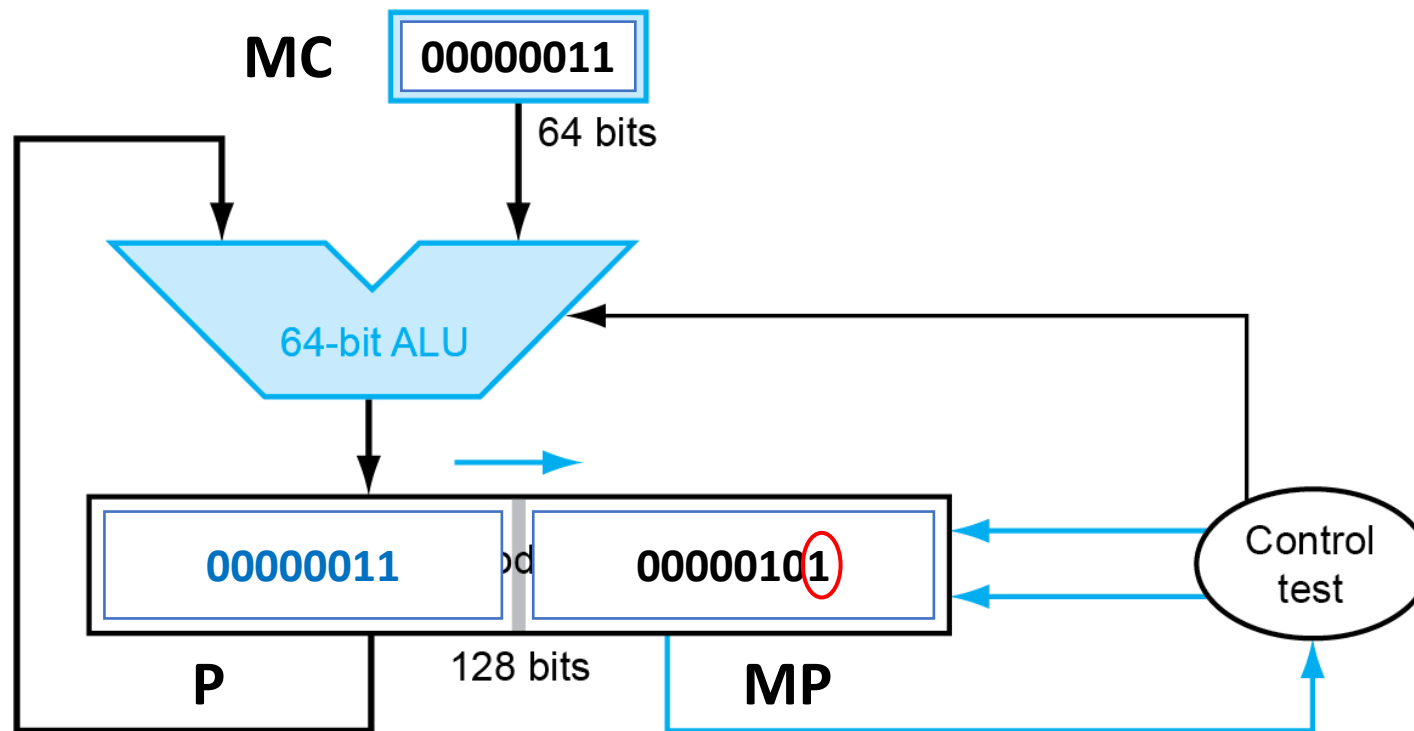 MC
00000011
64 bits
64-bit ALU
00000011
00000101
Control
test
128 bits
P
MP